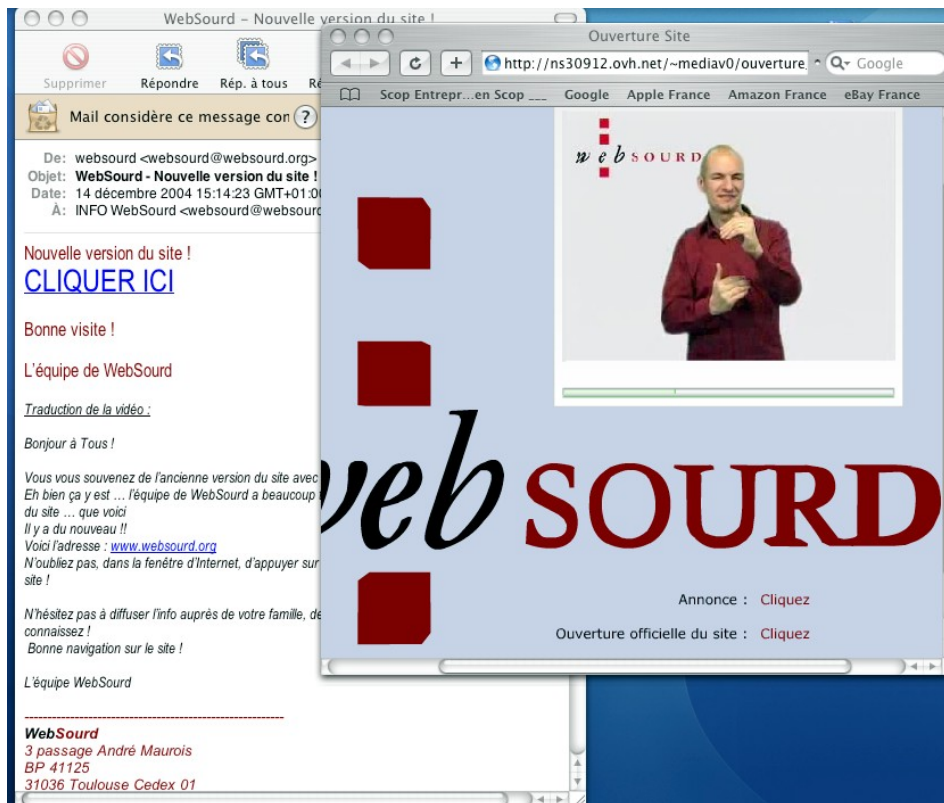 WebSourd – Nouvelle version du site !
Supprimer Répondre Rép. à tous
Mail considère ce message ?
De: websourd <websourd@websourd.org>
Objet: WebSourd - Nouvelle version du site !
Date: 14 décembre 2004 15:14:23 GMT+01:00
À: INFO WebSourd
Nouvelle version du site !
CLIQUER ICI
Bonne visite !
L'équipe de WebSourd
Traduction de la vidéo :
Bonjour à Tous !
Vous vous souvenez de l'ancienne version du site avec
Eh bien ça y est … l'équipe de WebSourd a beaucoup
du site … que voici
Il y a du nouveau !!
Voici l'adresse : www.websourd.org
N'oubliez pas, dans la fenêtre d'Internet, d'appuyer sur
site !
N'hésitez pas à diffuser l'info auprès de votre famille,
connaissez !
Bonne navigation sur le site !
L'équipe WebSourd
------------------------------------------------------
WebSourd
3 passage André Maurois
BP 41125
31036 Toulouse Cedex 01
Ouverture Site
http://ns30912.ovh.net/~mediav0/ouverture
Google
Scop Entrepr...en Scop ___ Google Apple France Amazon France eBay France
web SOURD
web SOURD
Annonce : Cliquez
Ouverture officielle du site : Cliquez